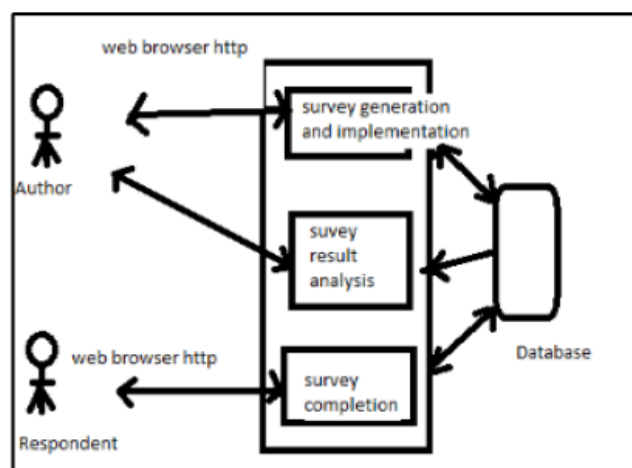 web browser http
survey generation
and implementation
Author
suvey
result
analysis
Database
web browser http
survey
completion
Respondent